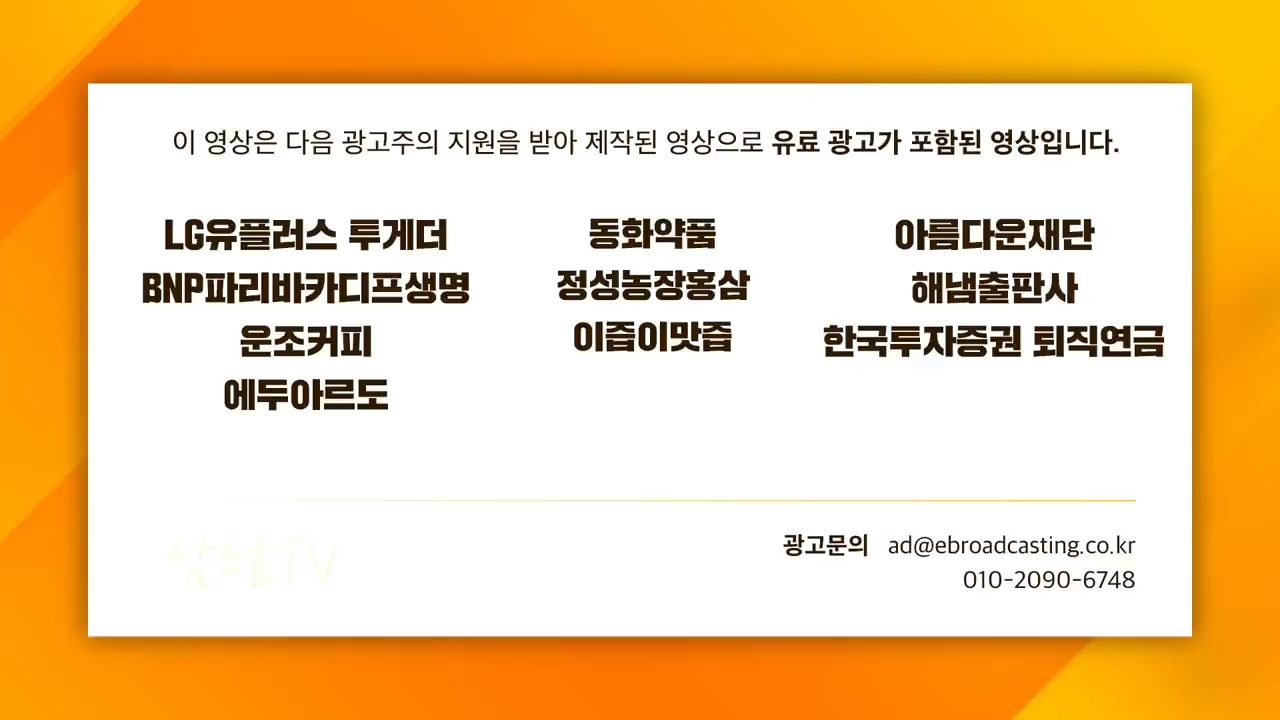 이 영상은 다음 광고주의 지원을 받아 제작된 영상으로 유료 광고가 포함된 영상입니다.
LG유플러스 투게더
BNP파리바카디프생명
운조커피
에두아르도
동화약품
정성농장홍삼
이즙이맛즙
아름다운재단
해냄출판사
한국투자증권 퇴직연금
광고문의 ad@ebroadcasting.co.kr
010-2090-6748